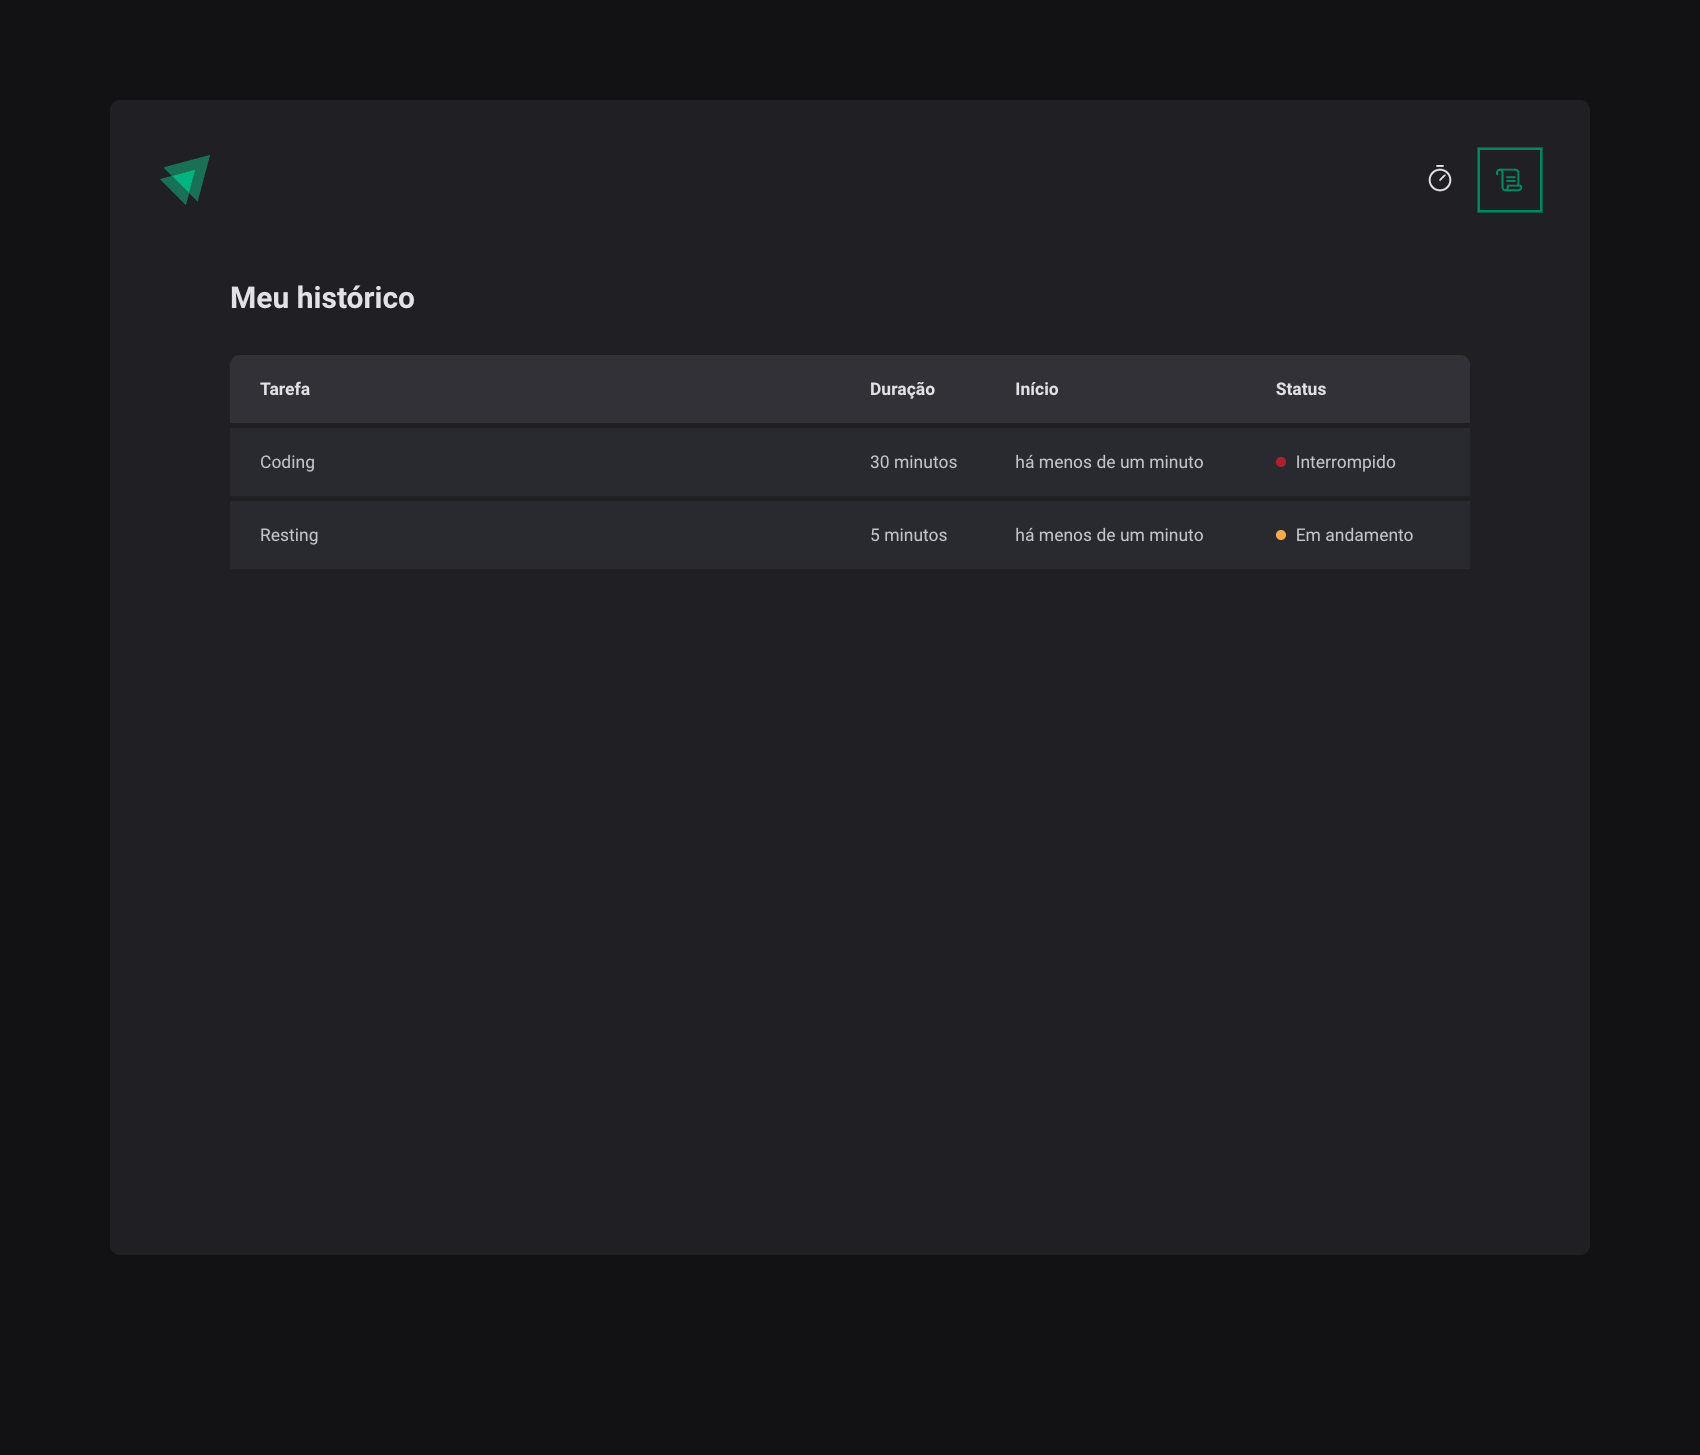 Meu histórico
Tarefa Duração Início Status
Coding 30 minutos há menos de um minuto Interrompido
Resting 5 minutos há menos de um minuto Em andamento